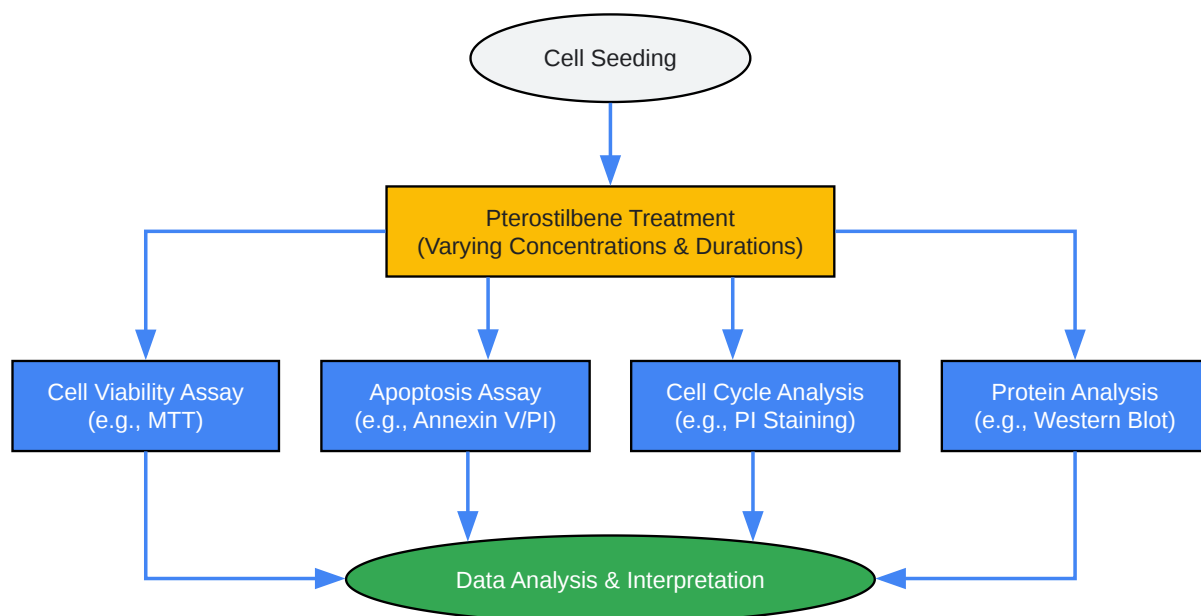 Cell Seeding
Pterostilbene Treatment
(Varying Concentrations & Durations)
Cell Viability Assay
(e.g., MTT)
Apoptosis Assay
(e.g., Annexin V/PI)
Cell Cycle Analysis
(e.g., PI Staining)
Protein Analysis
(e.g., Western Blot)
Data Analysis & Interpretation